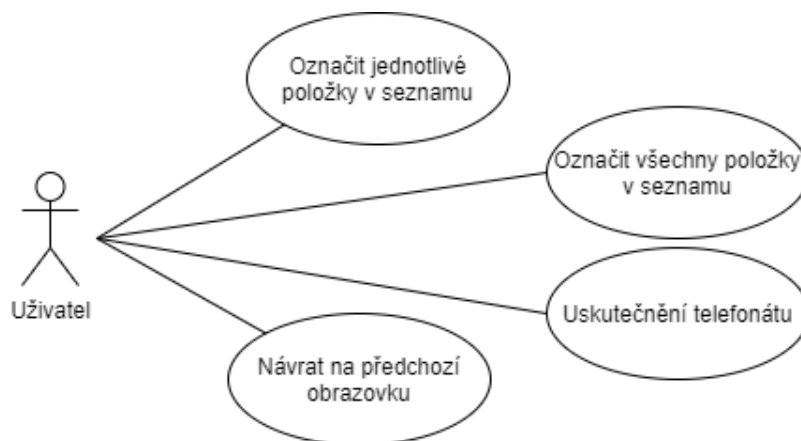 Označit jednotlivé
položky v seznamu
Označit všechny položky
v seznamu
Uživatel
Uskutečnění telefonátu
Návrat na předchozí
obrazovku